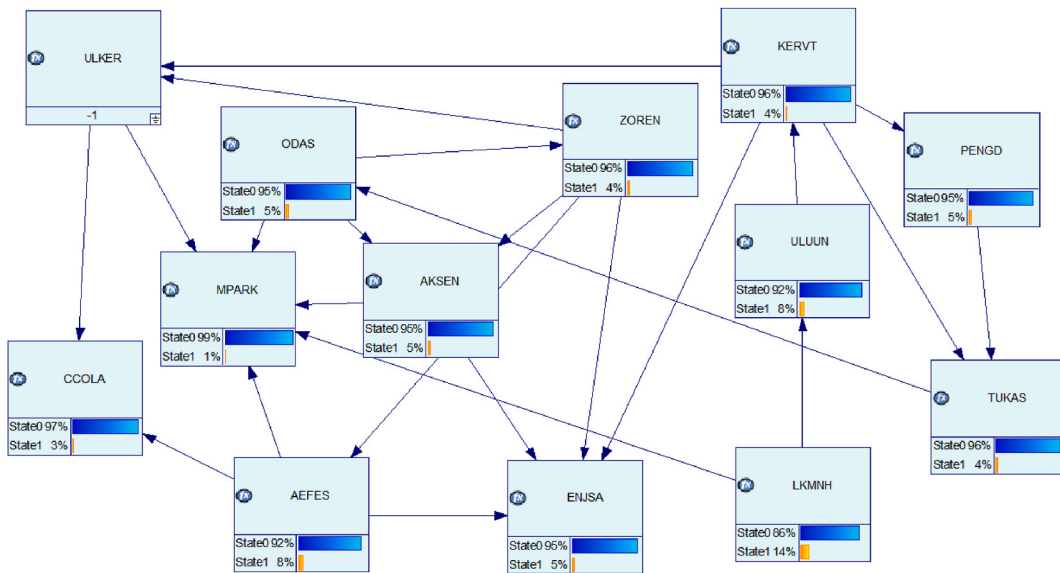 ULKER
-1
KERVT
State0 96%
State1 4%
ZOREN
State0 96%
State1 4%
ODAS
State0 95%
State1 5%
PENGD
State0 95%
State1 5%
ULUUN
State0 92%
State1 8%
MPARK
State0 99%
State1 1%
AKSEN
State0 95%
State1 5%
CCOLA
State0 97%
State1 3%
TUKAS
State0 96%
State1 4%
AEFES
State0 92%
State1 8%
ENJSA
State0 95%
State1 5%
LKMNH
State0 86%
State1 14%